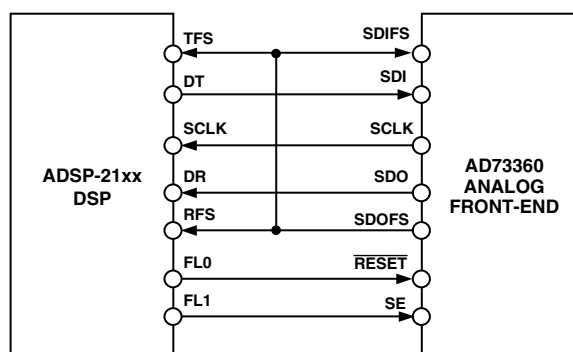 TFS SDIFS
DT SDI
SCLK SCLK
ADSP-21xx
DSP
DR SDO
AD73360
ANALOG
FRONT-END
RFS SDOFS
FL0 RESET
FL1 SE